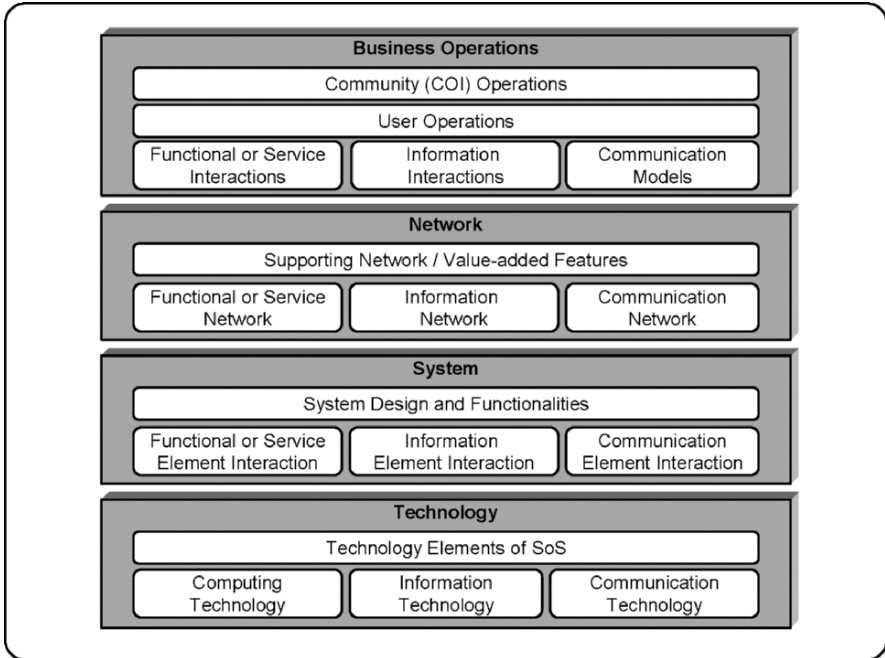 Business Operations
Community (COI) Operations
User Operations
Functional or Service
Interactions
Information
Interactions
Communication
Models
Network
Supporting Network / Value-added Features
Functional or Service
Network
Information
Network
Communication
Network
System
System Design and Functionalities
Functional or Service
Element Interaction
Information
Element Interaction
Communication
Element Interaction
Technology
Technology Elements of SoS
Computing
Technology
Information
Technology
Communication
Technology